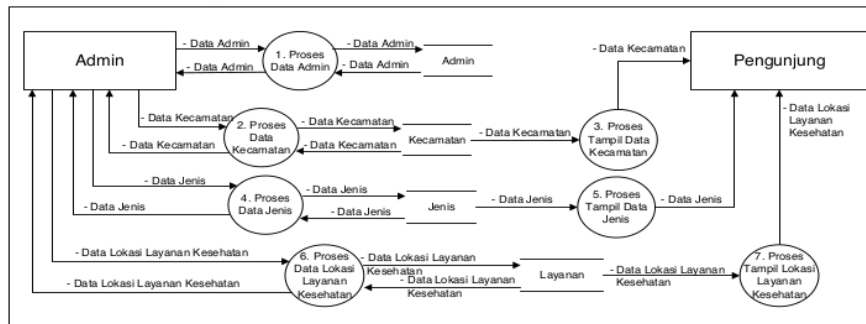 Admin
- Data Admin
- Data Admin
1. Proses
Data Admin
- Data Admin
- Data Admin
Admin
- Data Kecamatan
Pengunjung
- Data Kecamatan
- Data Kecamatan
2. Proses
Data
Kecamatan
- Data Kecamatan
- Data Kecamatan
Kecamatan
- Data Kecamatan
3. Proses
Tampil Data
Kecamatan
- Data Lokasi
Layanan
Kesehatan
- Data Jenis
- Data Jenis
4. Proses
Data Jenis
- Data Jenis
- Data Jenis
Jenis
- Data Jenis
5. Proses
Tampil Data
Jenis
- Data Jenis
- Data Lokasi Layanan Kesehatan
- Data Lokasi Layanan Kesehatan
6. Proses
Data Lokasi
Layanan
Kesehatan
- Data Lokasi Layanan
Kesehatan
- Data Lokasi Layanan
Kesehatan
Layanan
- Data Lokasi Layanan
Kesehatan
7. Proses
Tampil Lokasi
Layanan
Kesehatan